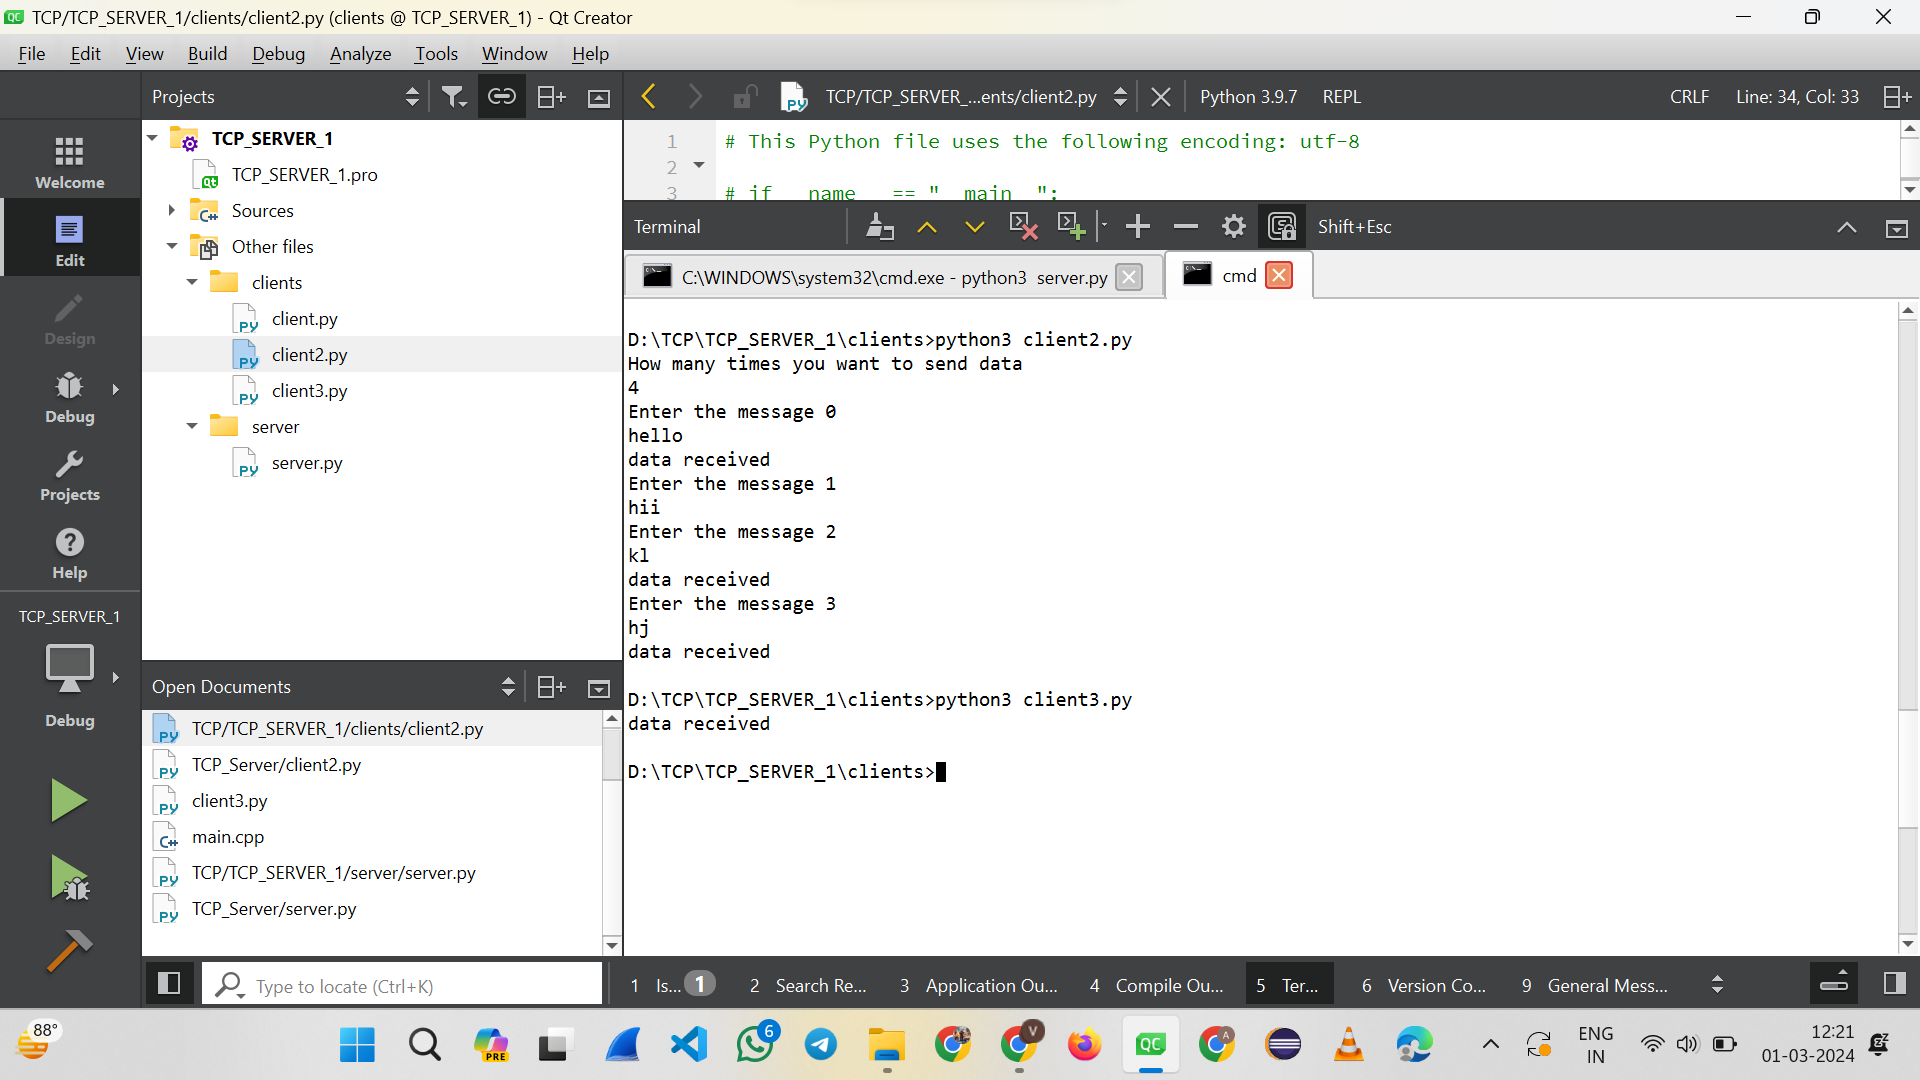 TCP/TCP_SERVER_1/clients/client2.py (clients @ TCP_SERVER_1) - Qt Creator
File Edit View Build Debug Analyze Tools Window Help
Projects
TCP/TCP_SERVER_...ents/client2.py
Python 3.9.7 REPL
CRLF Line: 34, Col: 33
Welcome
Edit
Design
Debug
Projects
Help
TCP_SERVER_1
Debug
TCP_SERVER_1
TCP_SERVER_1.pro
Sources
Other files
clients
client.py
client2.py
client3.py
server
server.py
Open Documents
TCP/TCP_SERVER_1/clients/client2.py
TCP_Server/client2.py
client3.py
main.cpp
TCP/TCP_SERVER_1/server/server.py
TCP_Server/server.py
1 # This Python file uses the following encoding: utf-8
2
3 # if __name__ == "__main__":
Terminal
Shift+Esc
C:\WINDOWS\system32\cmd.exe - python3 server.py
cmd
D:\TCP\TCP_SERVER_1\clients>python3 client2.py
How many times you want to send data
4
Enter the message 0
hello
data received
Enter the message 1
hii
Enter the message 2
kl
data received
Enter the message 3
hj
data received
D:\TCP\TCP_SERVER_1\clients>python3 client3.py
data received
D:\TCP\TCP_SERVER_1\clients>
Type to locate (Ctrl+K)
1 Is... 1
2 Search Re...
3 Application Ou...
4 Compile Ou...
5 Ter...
6 Version Co...
9 General Mess...
88°
PRE
6
V
QC
A
ENG
IN
12:21
01-03-2024